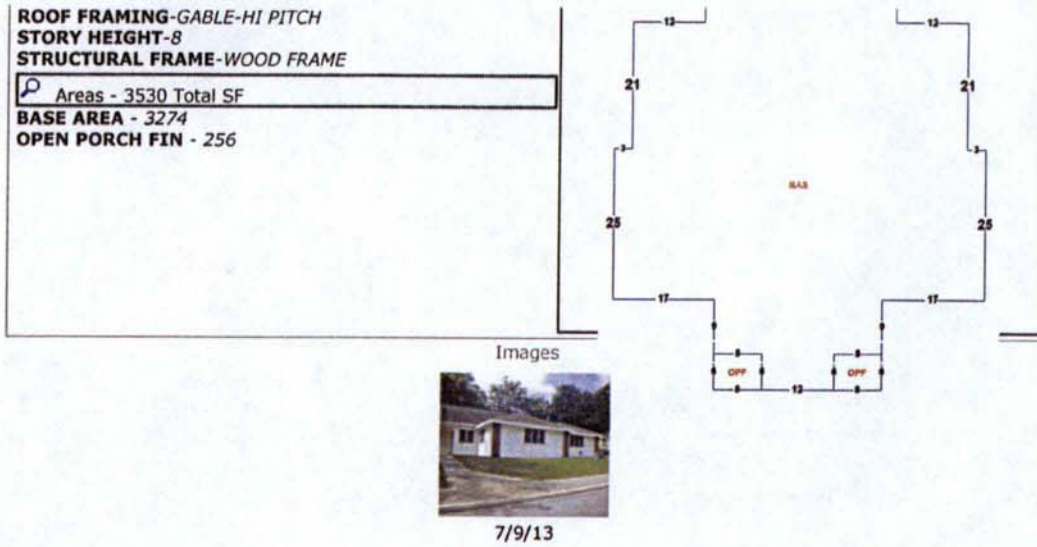 ROOF FRAMING-GABLE-HI PITCH
STORY HEIGHT-8
STRUCTURAL FRAME-WOOD FRAME
Areas - 3530 Total SF
BASE AREA - 3274
OPEN PORCH FIN - 256
13 13
21 21
3 3
BAS
25 25
17 17
OPF OPF
12
Images
7/9/13